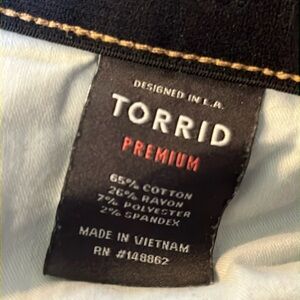 DESIGNED IN L.A.
TORRID
PREMIUM
65% COTTON
26% RAYON
7% POLYESTER
2% SPANDEX
MADE IN VIETNAM
RN #148862